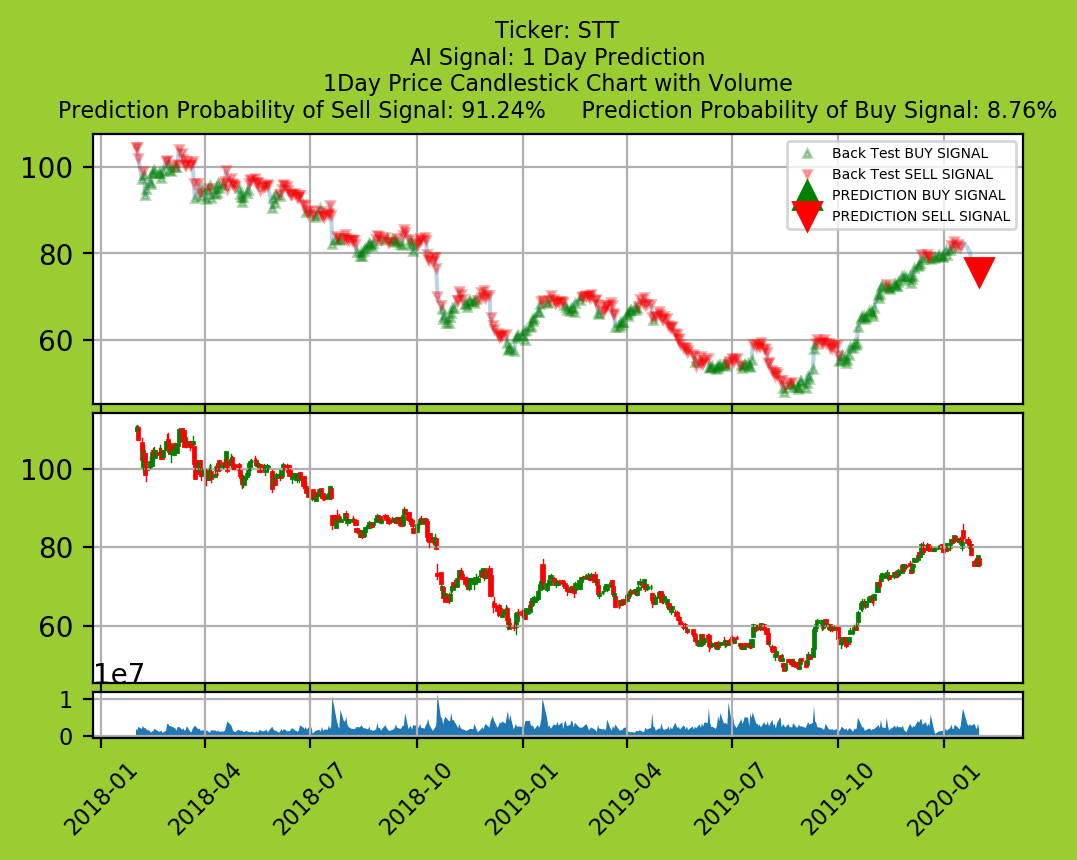 Ticker: STT
AI Signal: 1 Day Prediction
1Day Price Candlestick Chart with Volume
Prediction Probability of Sell Signal: 91.24%     Prediction Probability of Buy Signal: 8.76%
Back Test BUY SIGNAL
Back Test SELL SIGNAL
PREDICTION BUY SIGNAL
PREDICTION SELL SIGNAL
100
80
60
100
80
60
1e7
1
0
2018-01
2018-04
2018-07
2018-10
2019-01
2019-04
2019-07
2019-10
2020-01